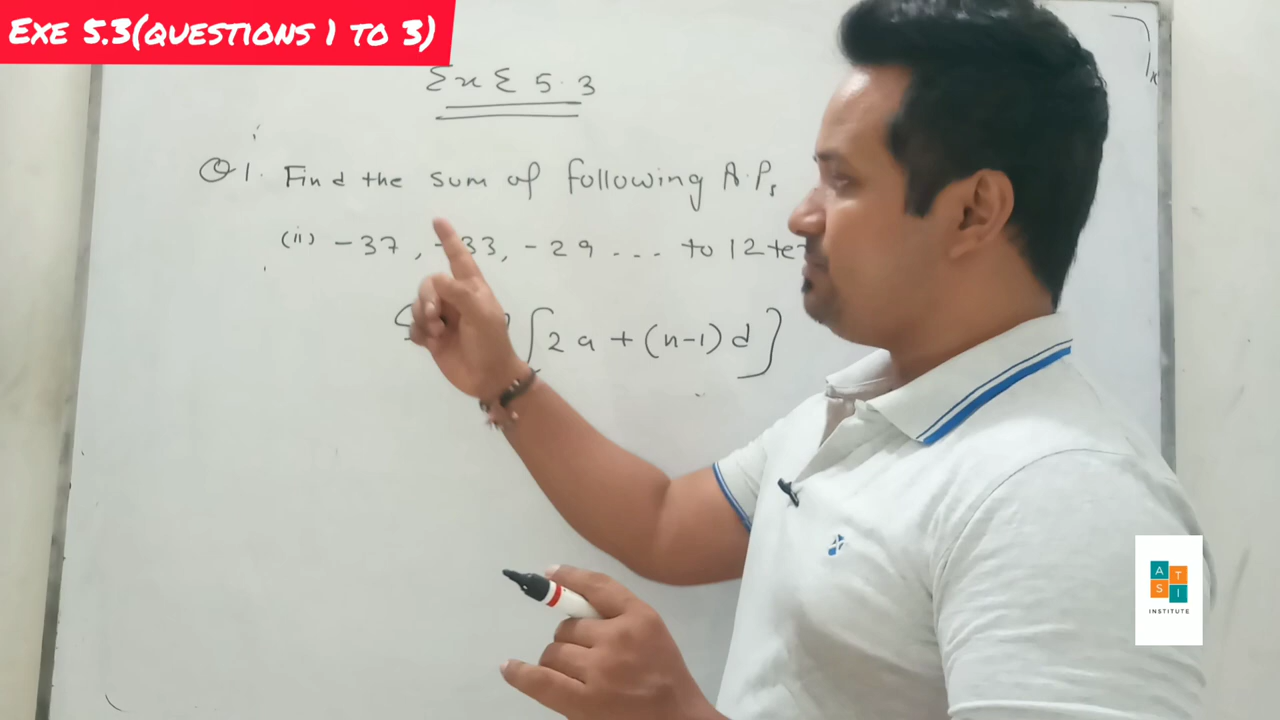 EXE 5.3(QUESTIONS 1 TO 3)
Ex E 5.3
Q1. Find the sum of following A.Ps
(ii) -37, -33, -29 ... to 12
[2a + (n-1)d]
A T
S I
INSTITUTE